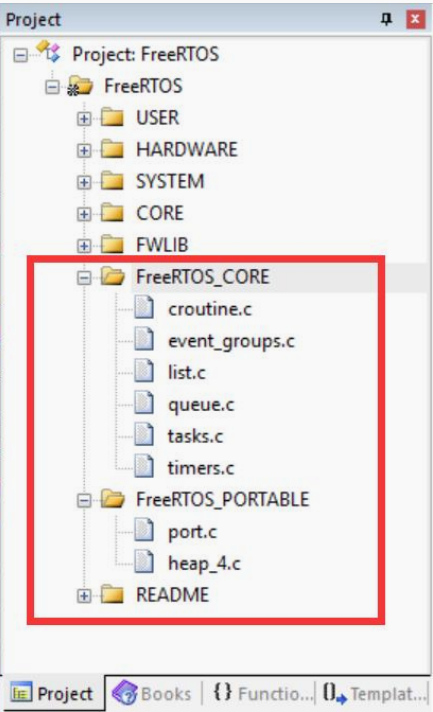 Project
Project: FreeRTOS
FreeRTOS
USER
HARDWARE
SYSTEM
CORE
FWLIB
FreeRTOS_CORE
croutine.c
event_groups.c
list.c
queue.c
tasks.c
timers.c
FreeRTOS_PORTABLE
port.c
heap_4.c
README
Project Books {} Functio... 0 Templat...